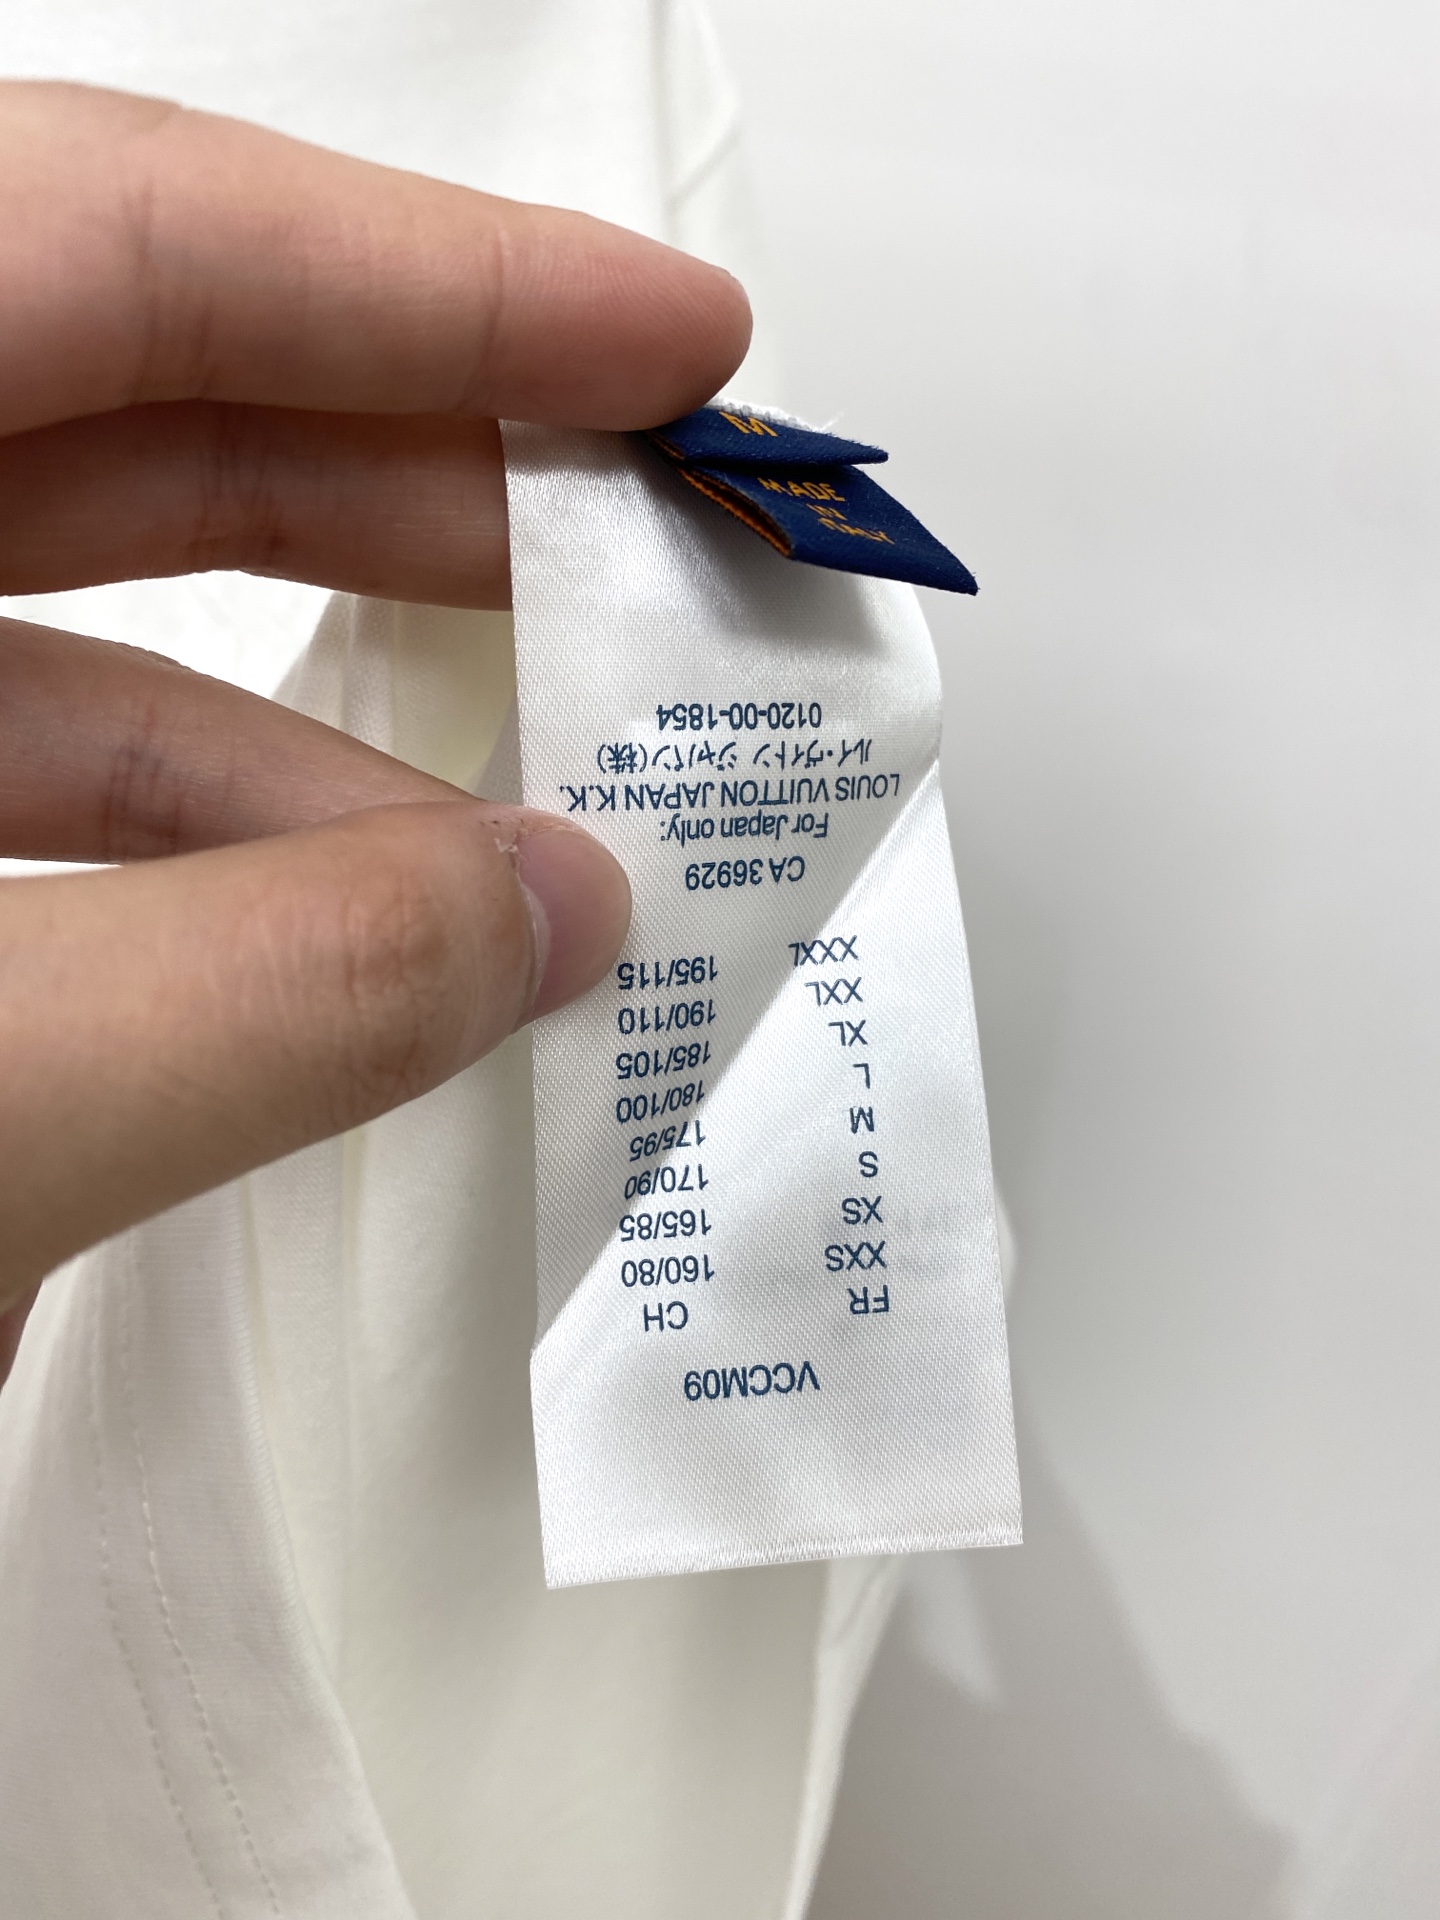 M
MADE
IN
ITALY
VCCM09
FR CH
XXS 160/80
XS 165/85
S 170/90
M 175/95
L 180/100
XL 185/105
XXL 190/110
XXXL 195/115
CA 36929
For Japan only:
LOUIS VUITTON JAPAN K.K.
ルイ・ヴィトン ジャパン(株)
0120-00-1854